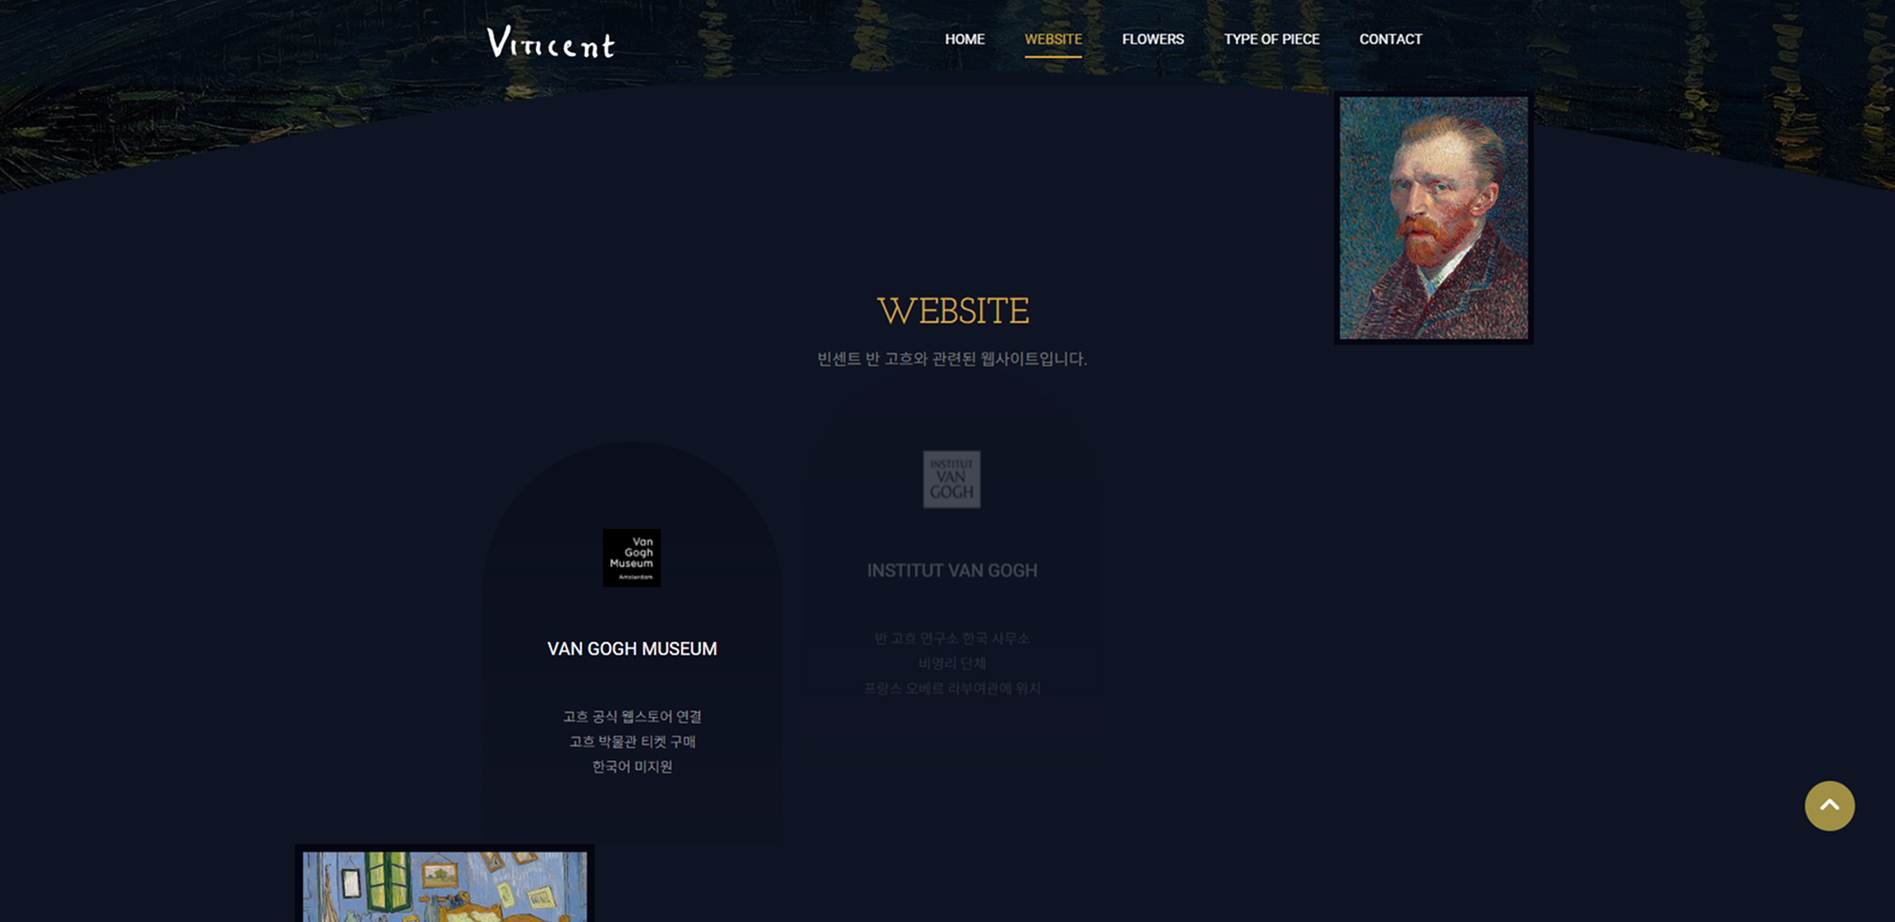 Vincent
HOME WEBSITE FLOWERS TYPE OF PIECE CONTACT
WEBSITE
빈센트 반 고흐와 관련된 웹사이트입니다.
Van
Gogh
Museum
Amsterdam
VAN GOGH MUSEUM
고흐 공식 웹스토어 연결
고흐 박물관 티켓 구매
한국어 미지원
INSTITUT
VAN
GOGH
INSTITUT VAN GOGH
반 고흐 연구소 한국 사무소
비영리 단체
프랑스 오베르 라부여관에 위치